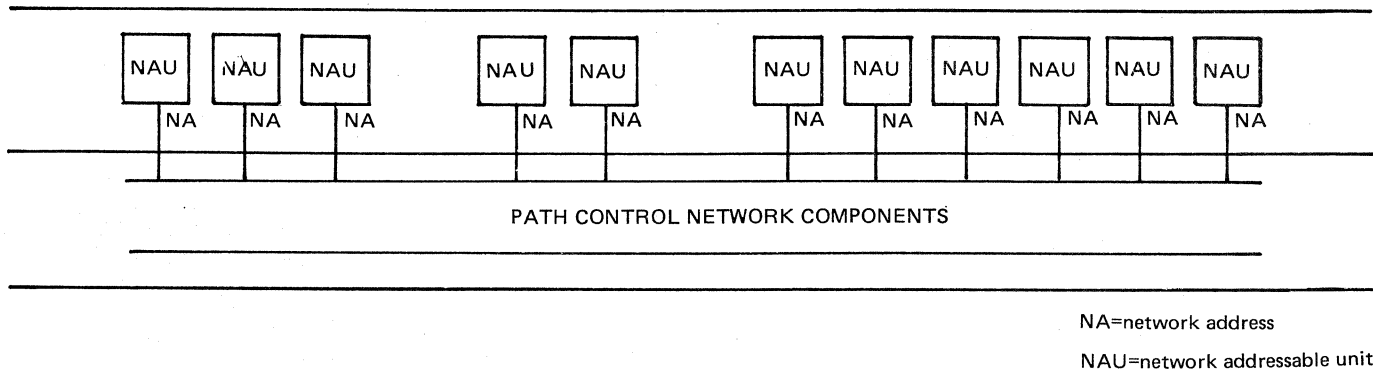 NAU NAU NAU NAU NAU NAU NAU NAU NAU NAU NAU
NA NA NA NA NA NA NA NA NA NA NA
PATH CONTROL NETWORK COMPONENTS
NA=network address
NAU=network addressable unit